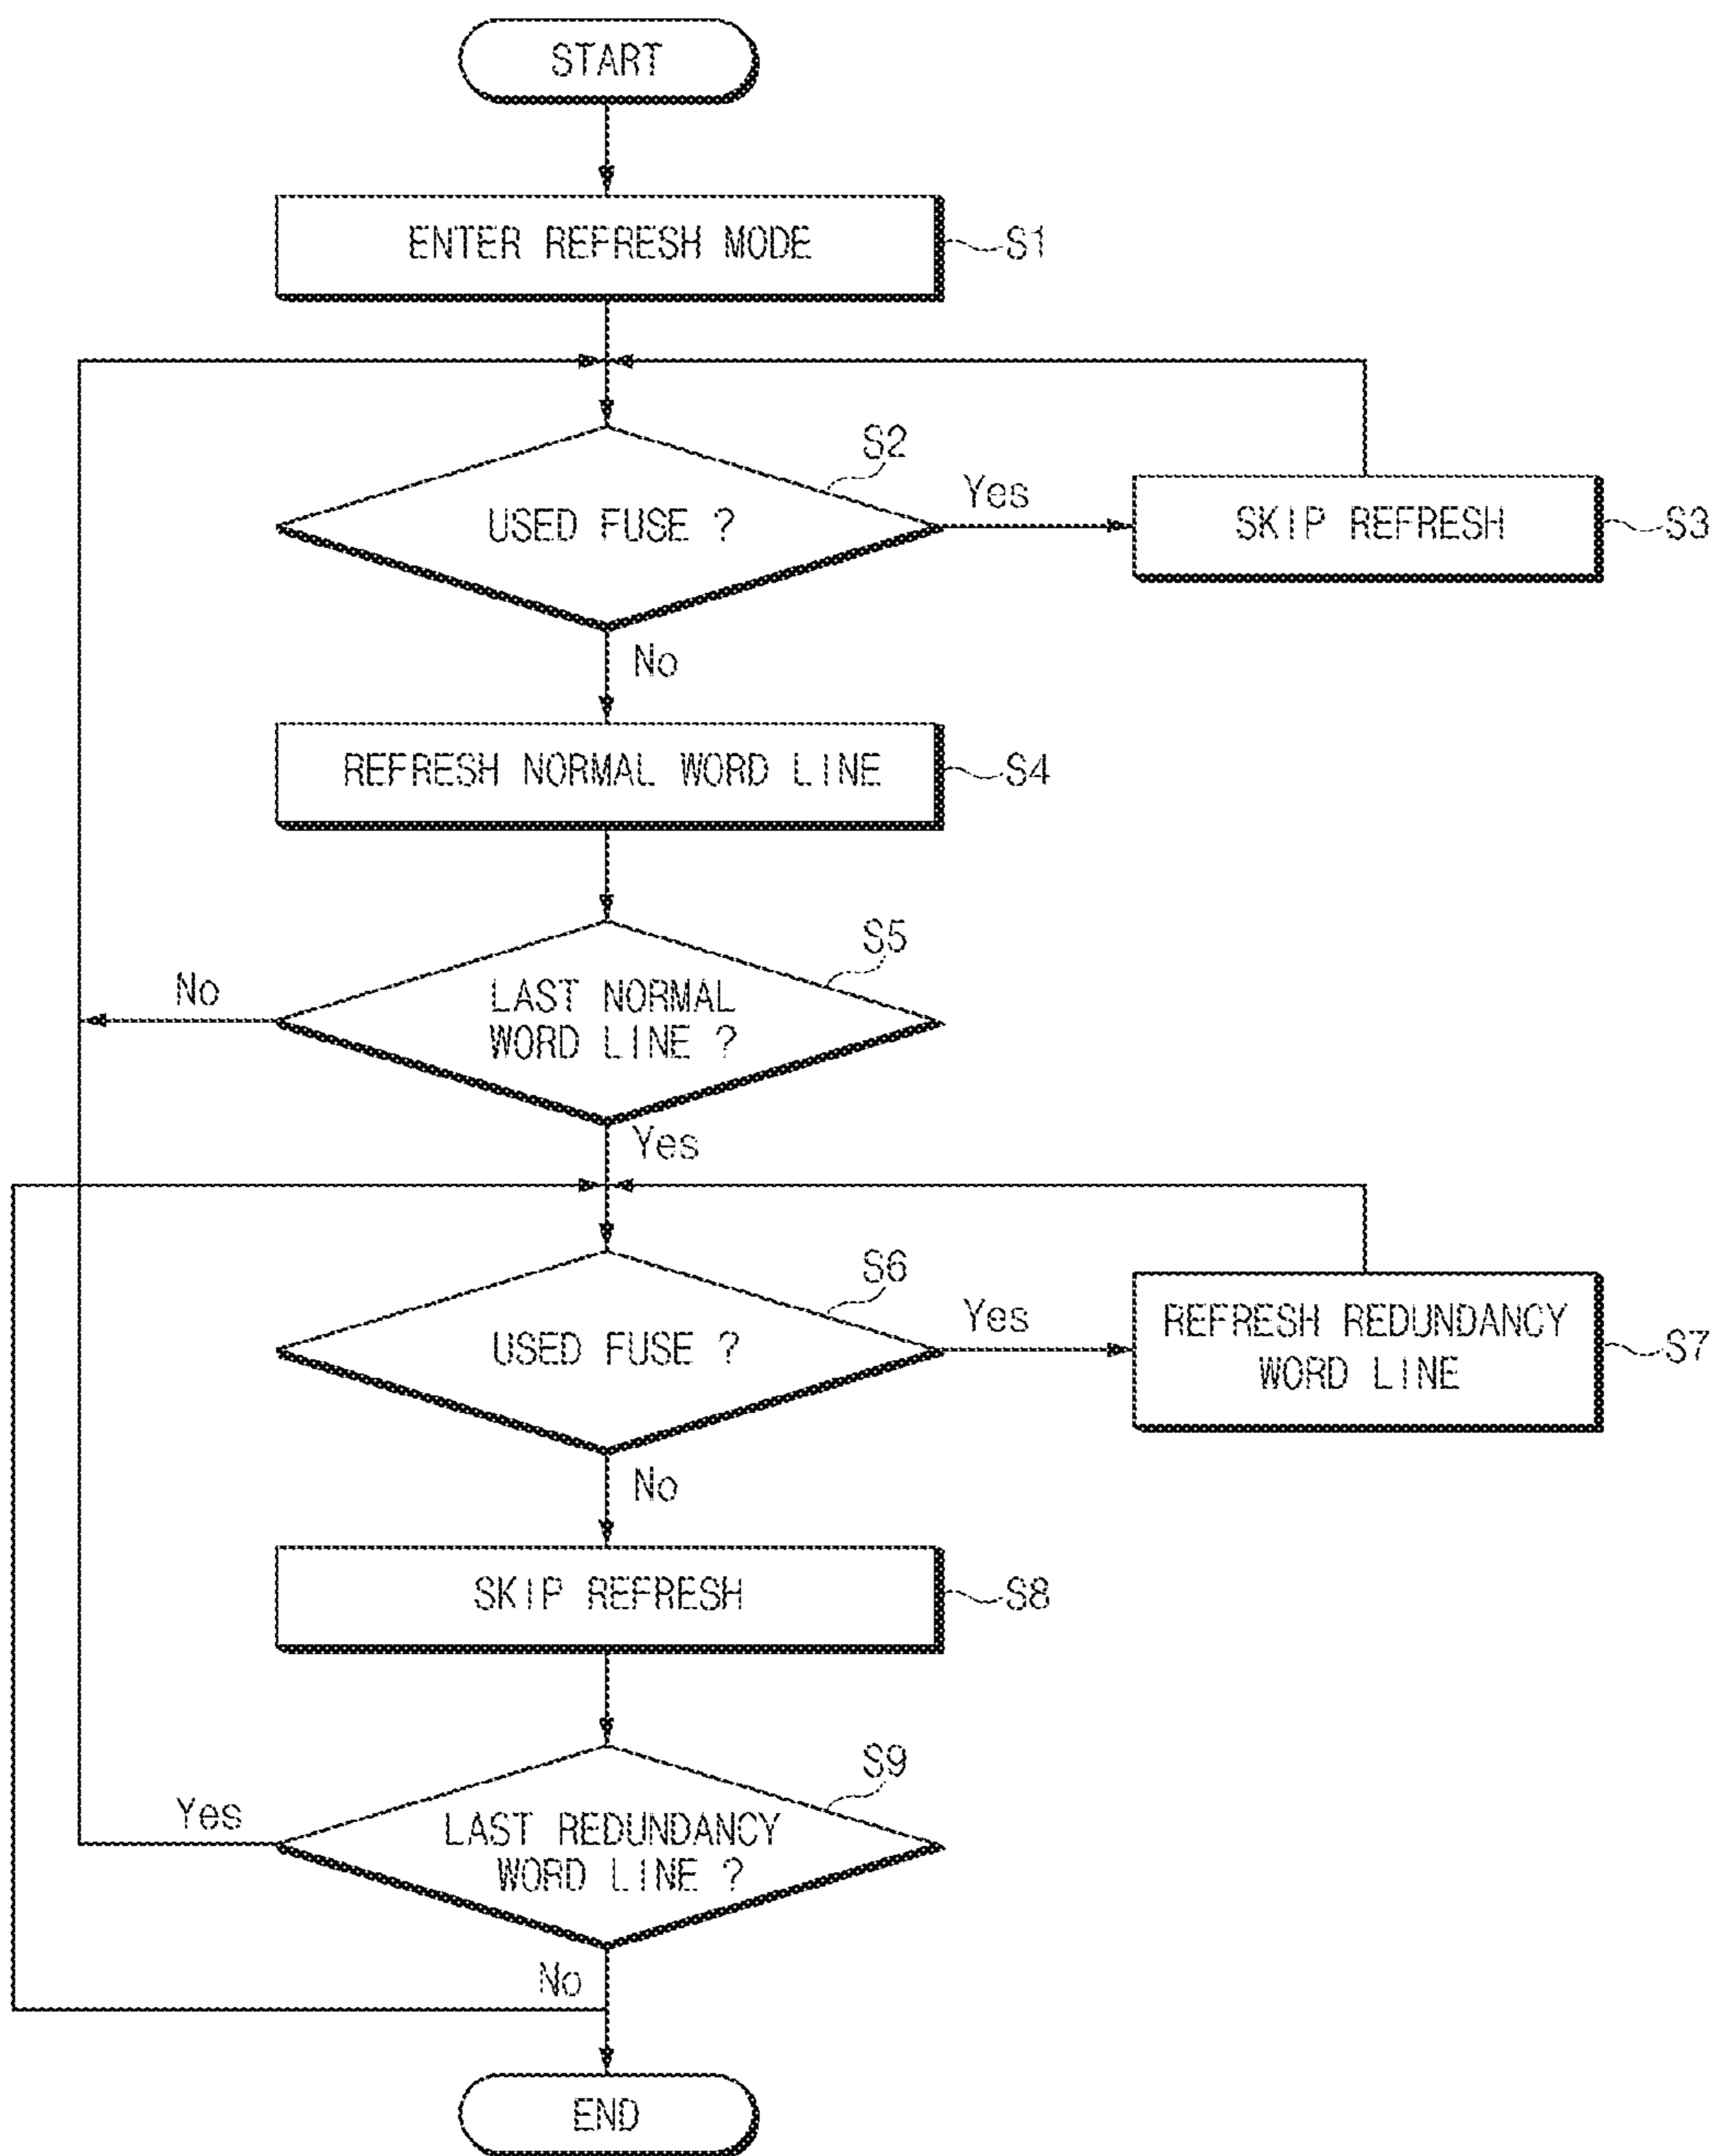 START
ENTER REFRESH MODE
S1
S2
USED FUSE ?
Yes
SKIP REFRESH
S3
No
REFRESH NORMAL WORD LINE
S4
S5
No
LAST NORMAL
WORD LINE ?
Yes
S6
USED FUSE ?
Yes
REFRESH REDUNDANCY
WORD LINE
S7
No
SKIP REFRESH
S8
S9
Yes
LAST REDUNDANCY
WORD LINE ?
No
END